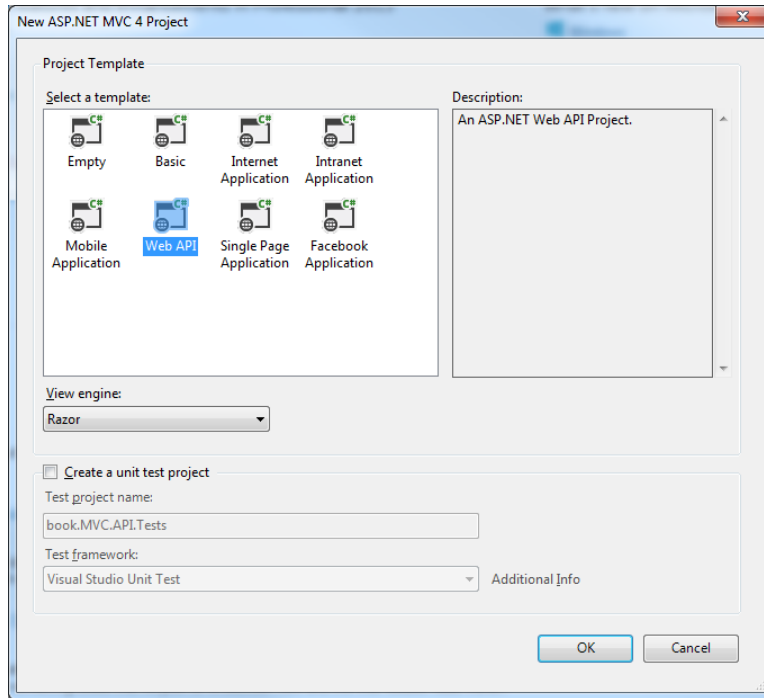 New ASP.NET MVC 4 Project
Project Template
Select a template:
Description:
C# C# C# C#
Empty Basic Internet Application Intranet Application
C# C# C# C#
Mobile Application Web API Single Page Application Facebook Application
An ASP.NET Web API Project.
View engine:
Razor
Create a unit test project
Test project name:
book.MVC.API.Tests
Test framework:
Visual Studio Unit Test
Additional Info
OK
Cancel